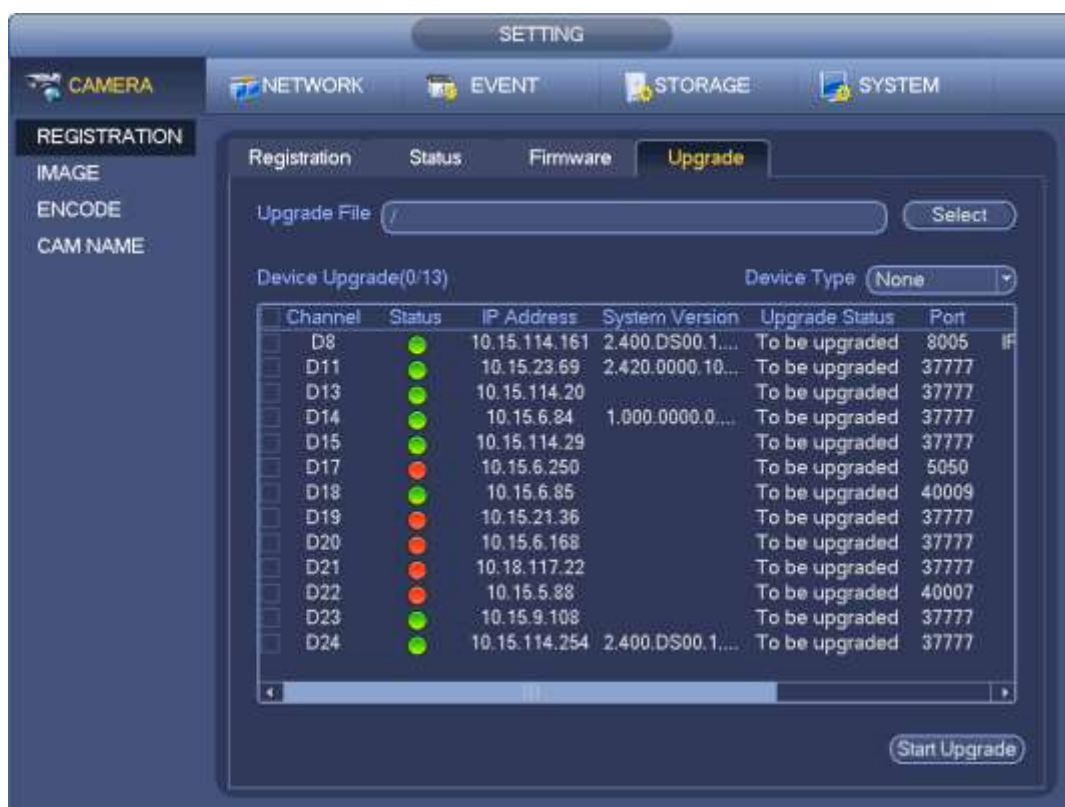 SETTING
CAMERA NETWORK EVENT STORAGE SYSTEM
REGISTRATION
IMAGE
ENCODE
CAM NAME
Registration Status Firmware Upgrade
Upgrade File / Select
Device Upgrade(0/13) Device Type None
Channel Status IP Address System Version Upgrade Status Port
D8 10.15.114.161 2.400.DS00.1.... To be upgraded 8005 IF
D11 10.15.23.69 2.420.0000.10... To be upgraded 37777
D13 10.15.114.20 To be upgraded 37777
D14 10.15.6.84 1.000.0000.0.... To be upgraded 37777
D15 10.15.114.29 To be upgraded 37777
D17 10.15.6.250 To be upgraded 5050
D18 10.15.6.85 To be upgraded 40009
D19 10.15.21.36 To be upgraded 37777
D20 10.15.6.168 To be upgraded 37777
D21 10.18.117.22 To be upgraded 37777
D22 10.15.5.88 To be upgraded 40007
D23 10.15.9.108 To be upgraded 37777
D24 10.15.114.254 2.400.DS00.1.... To be upgraded 37777
Start Upgrade